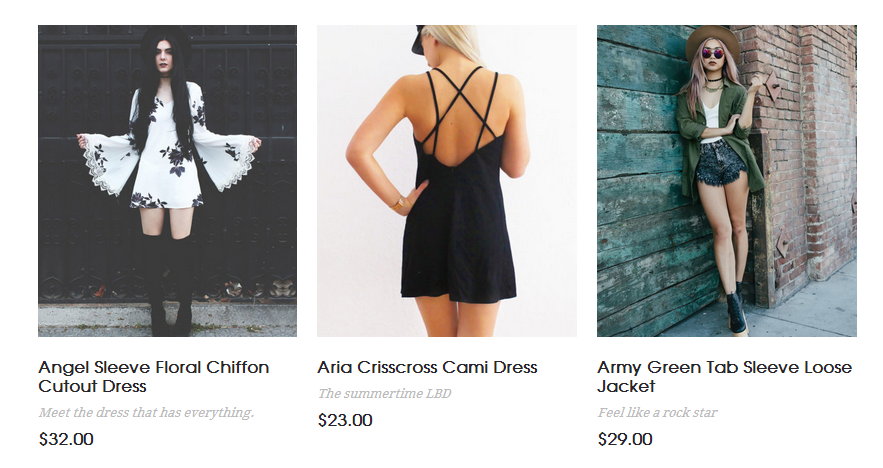 Angel Sleeve Floral Chiffon
Cutout Dress
Meet the dress that has everything.
$32.00
Aria Crisscross Cami Dress
The summertime LBD
$23.00
Army Green Tab Sleeve Loose
Jacket
Feel like a rock star
$29.00